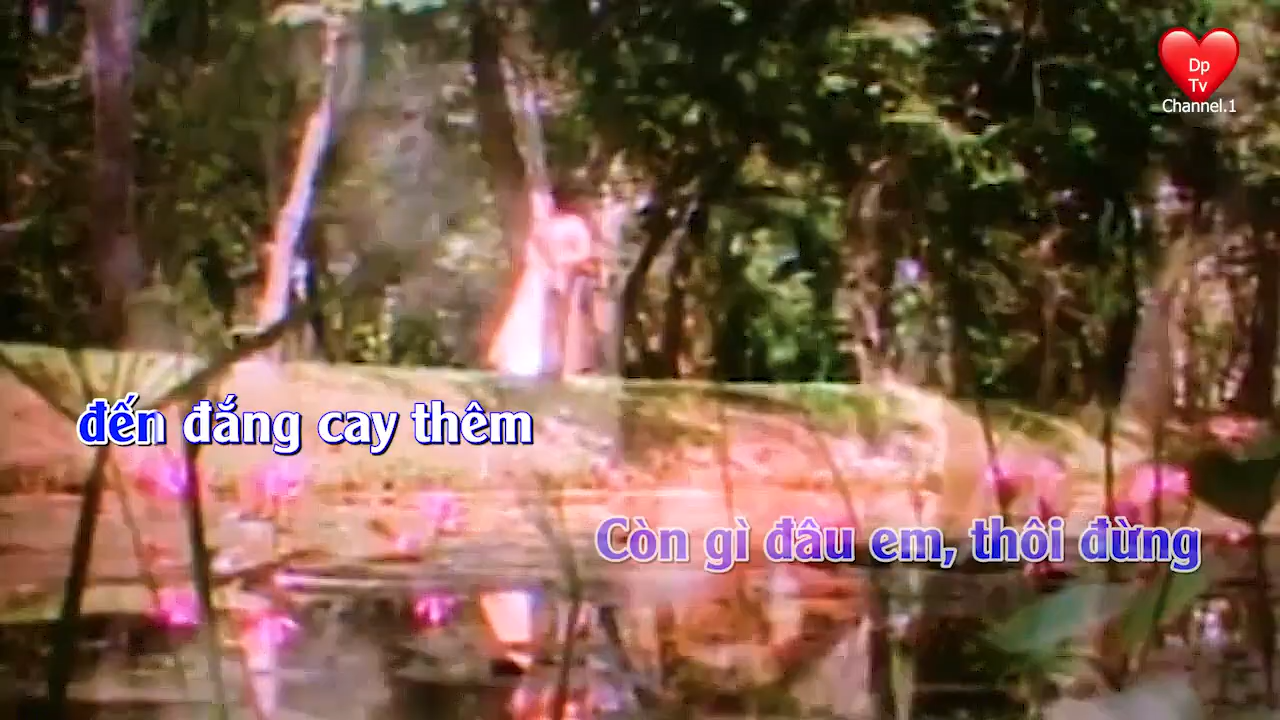 Dp
Tv
Channel.1
đến đắng cay thêm
Còn gì đâu em, thôi đừng